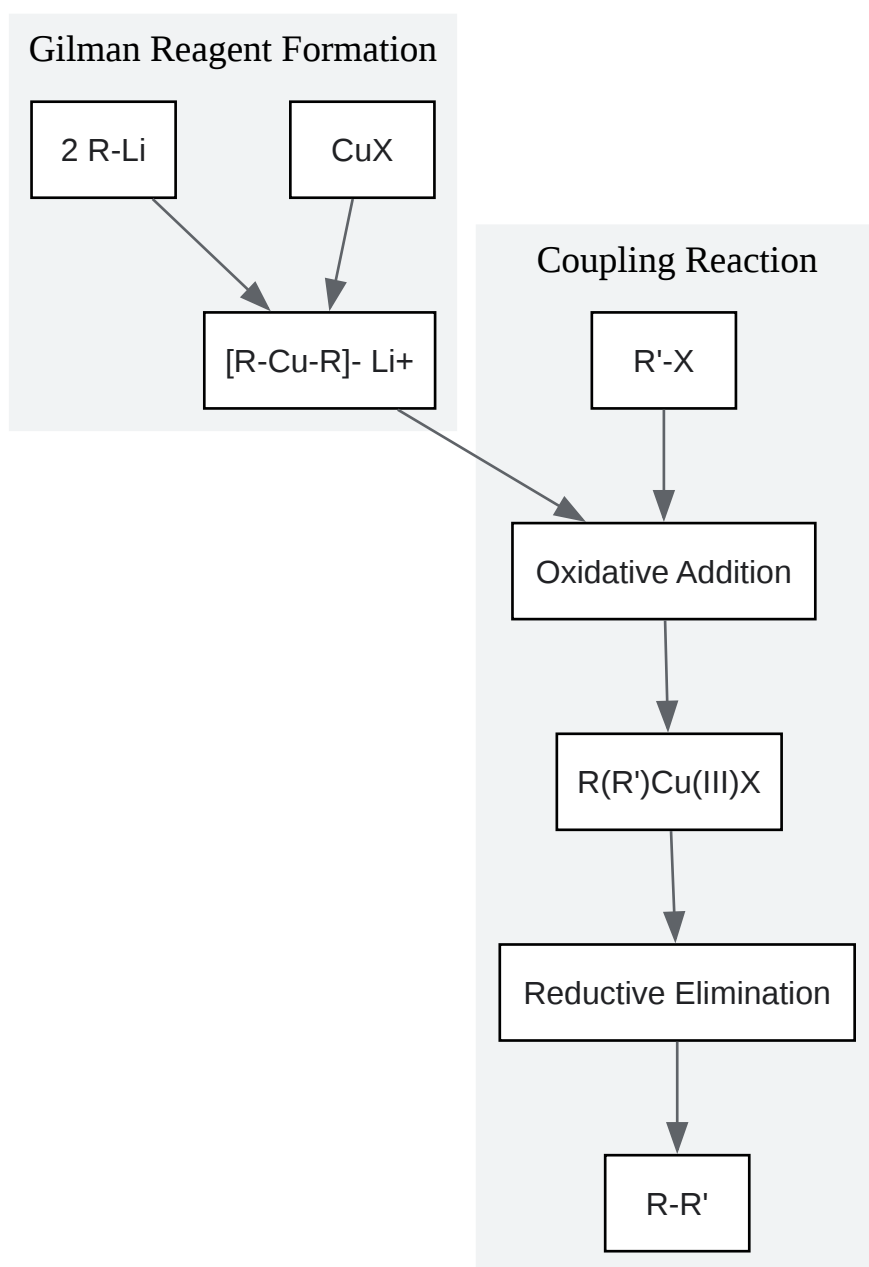 Gilman Reagent Formation
2 R-Li
CuX
[R-Cu-R]- Li+
Coupling Reaction
R'-X
Oxidative Addition
R(R')Cu(III)X
Reductive Elimination
R-R'